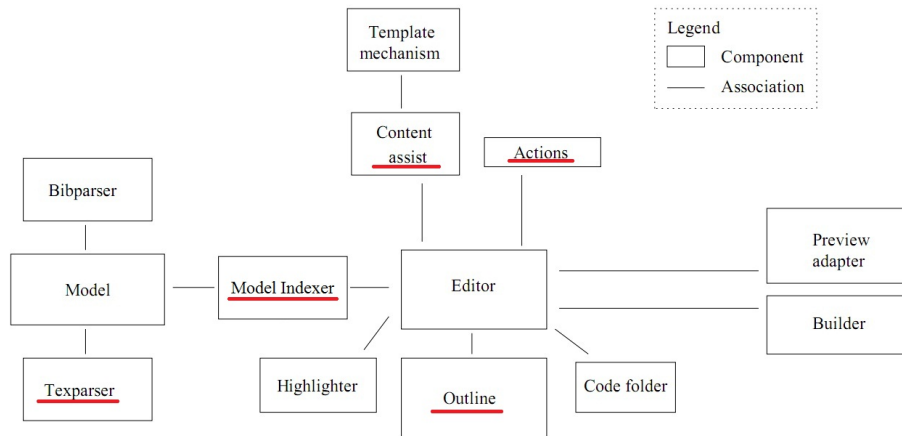 Template
mechanism
Legend
Component
Association
Content
assist
Actions
Bibparser
Preview
adapter
Model
Model Indexer
Editor
Builder
Texparser
Highlighter
Outline
Code folder